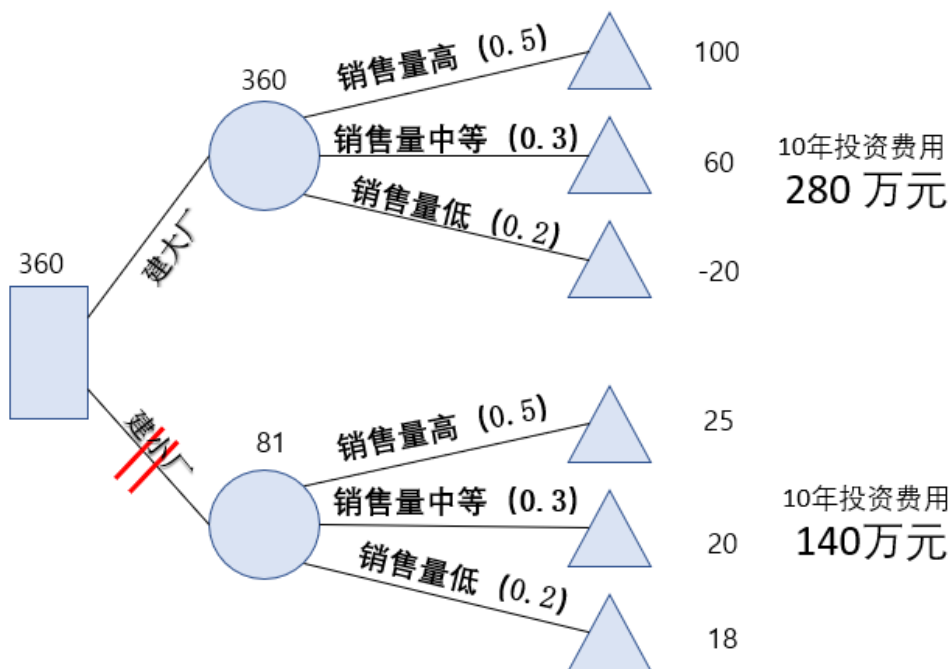 销售量高（0.5）
100
360
销售量中等（0.3）
60
10年投资费用
280 万元
销售量低（0.2）
-20
建大厂
360
建小厂
81
销售量高（0.5）
25
销售量中等（0.3）
20
10年投资费用
140万元
销售量低（0.2）
18